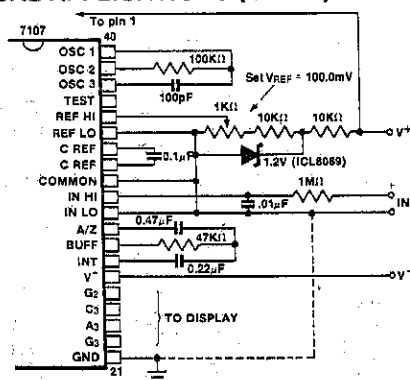 To pin 1
7107
40
OSC 1
OSC 2
OSC 3
TEST
REF HI
REF LO
C REF
C REF
COMMON
IN HI
IN LO
A/Z
BUFF
INT
V⁻
G₂
C₃
A₃
G₃
GND
21
100KΩ
100pF
Set VREF = 100.0mV
1KΩ
10KΩ
10KΩ
V⁺
0.1µF
1.2V (ICL8069)
1MΩ
+
IN
-
.01µF
0.47µF
47KΩ
0.22µF
V⁻
TO DISPLAY